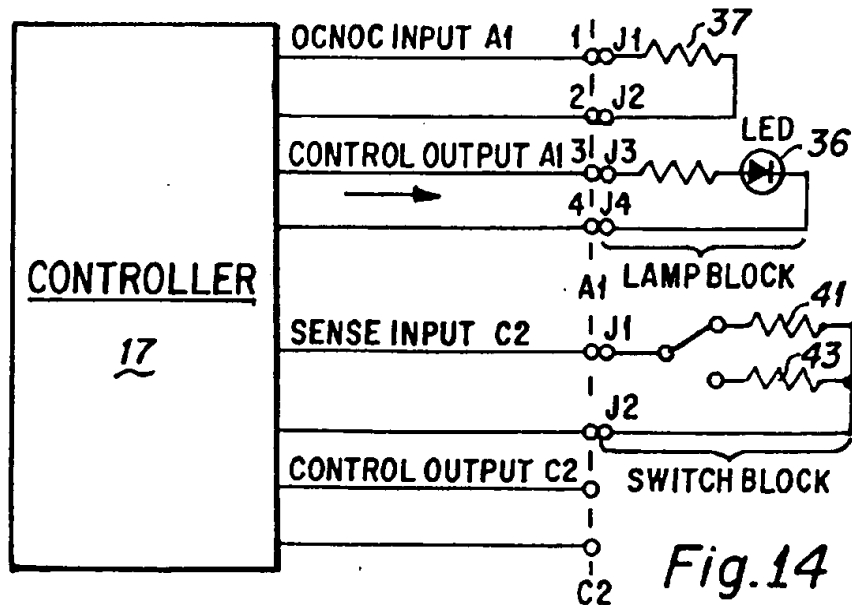 37
OCNOC INPUT A1 1 J1
2 J2
LED
36
CONTROL OUTPUT A1 3 J3
4 J4
CONTROLLER
17
LAMP BLOCK
A1
41
SENSE INPUT C2 J1
43
J2
CONTROL OUTPUT C2
SWITCH BLOCK
C2
Fig.14